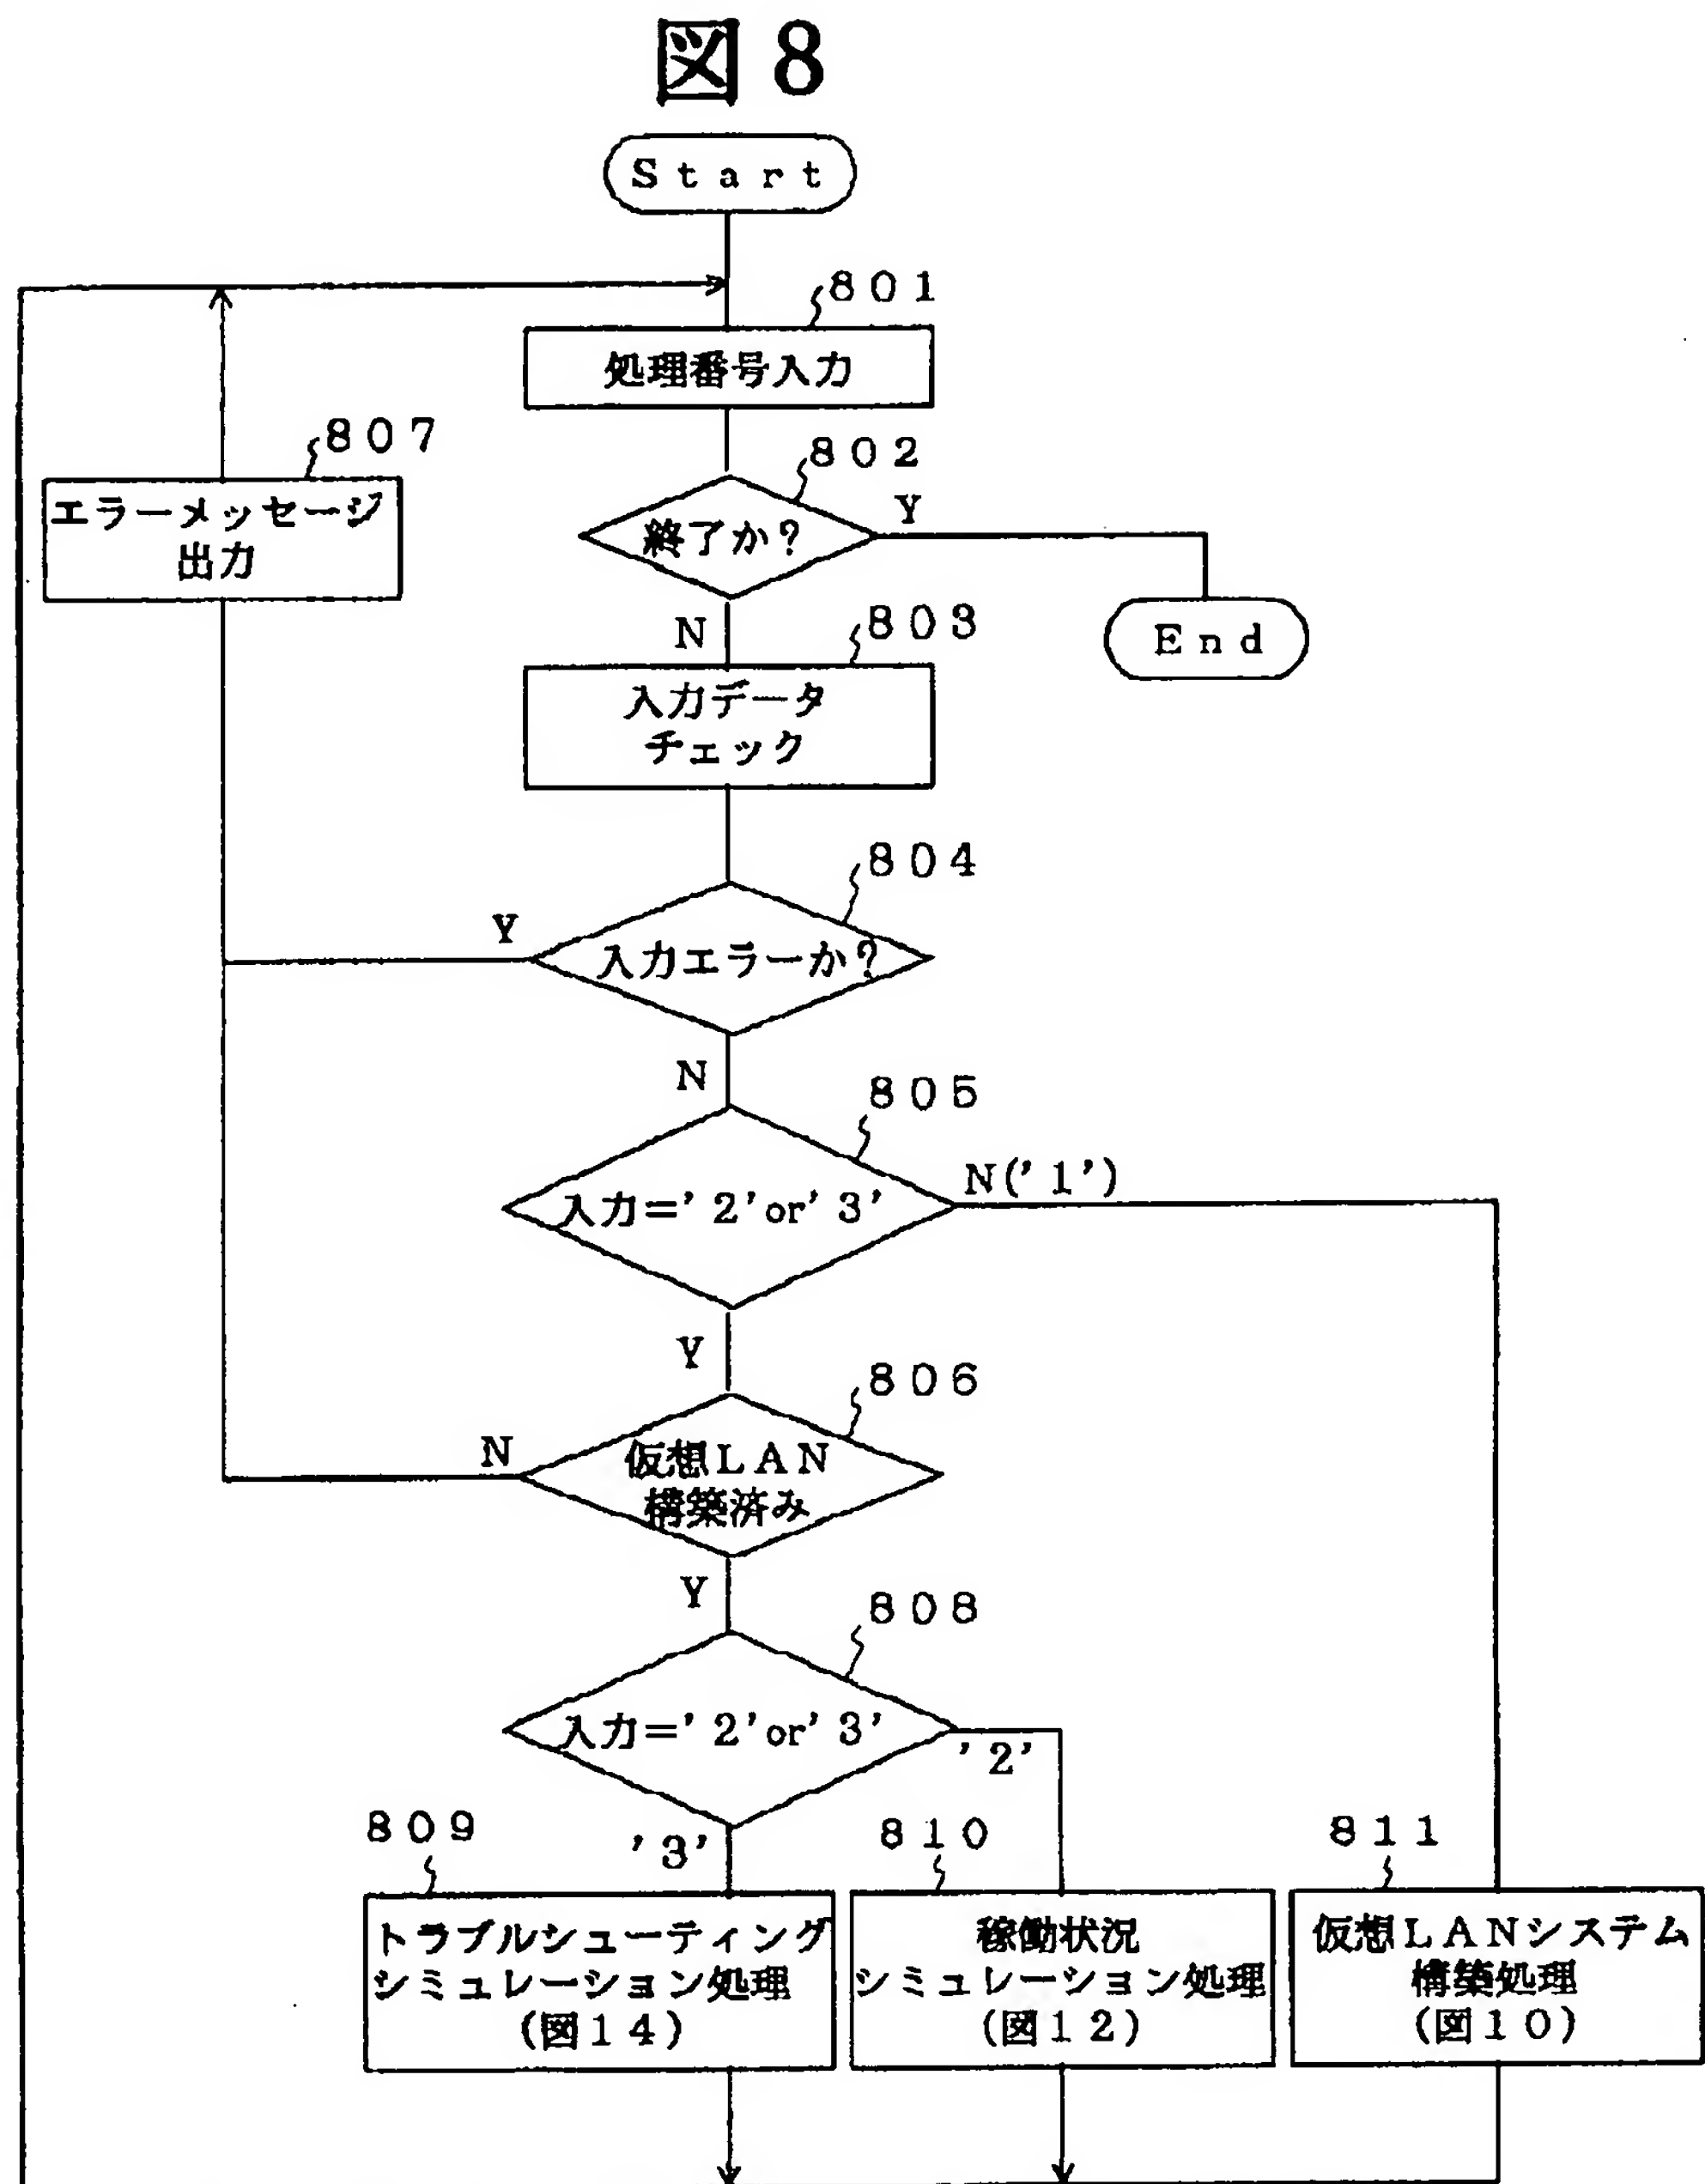 図8
Start
801
処理番号入力
807
802
エラーメッセージ
出力
終了か?
Y
End
N
803
入力データ
チェック
804
Y
入力エラーか?
N
805
入力='2'or'3'
N('1')
Y
806
N
仮想LAN
構築済み
Y
808
入力='2'or'3'
'2'
'3'
809
810
811
トラブルシューティング
シミュレーション処理
(図14)
稼働状況
シミュレーション処理
(図12)
仮想LANシステム
構築処理
(図10)